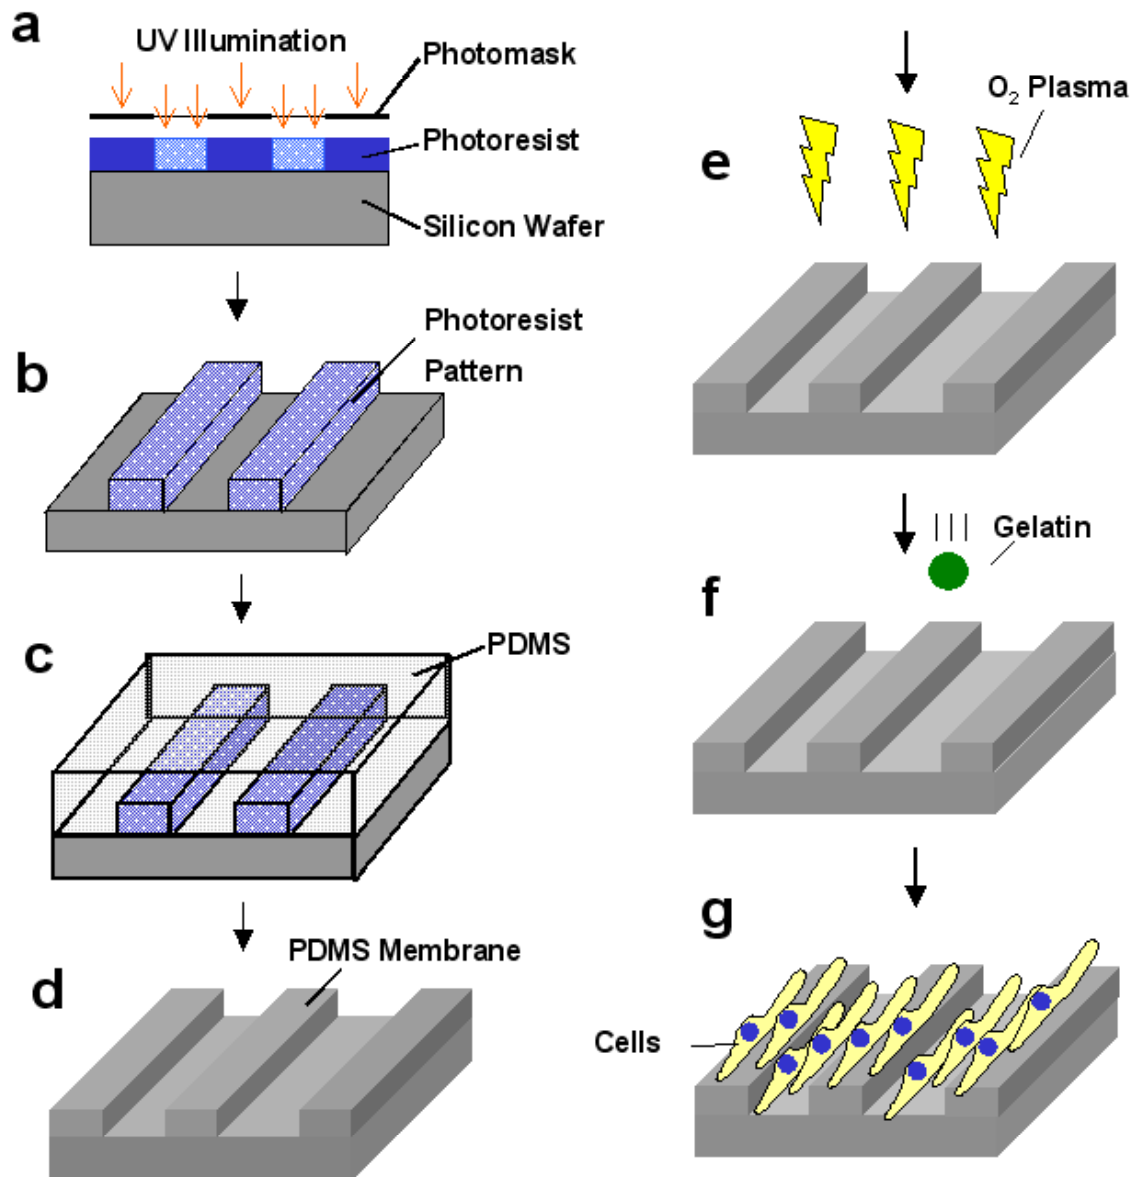 a
UV Illumination
Photomask
Photoresist
Silicon Wafer
b
Photoresist
Pattern
c
PDMS
d
PDMS Membrane
e
O₂ Plasma
f
Gelatin
g
Cells